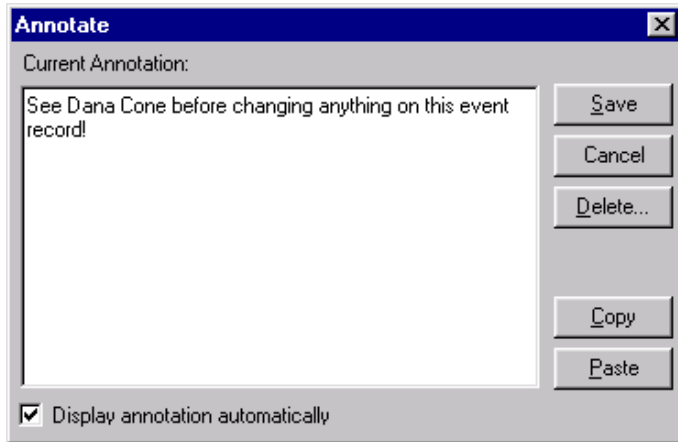 Annotate
Current Annotation:
See Dana Cone before changing anything on this event
record!
Save
Cancel
Delete...
Copy
Paste
Display annotation automatically